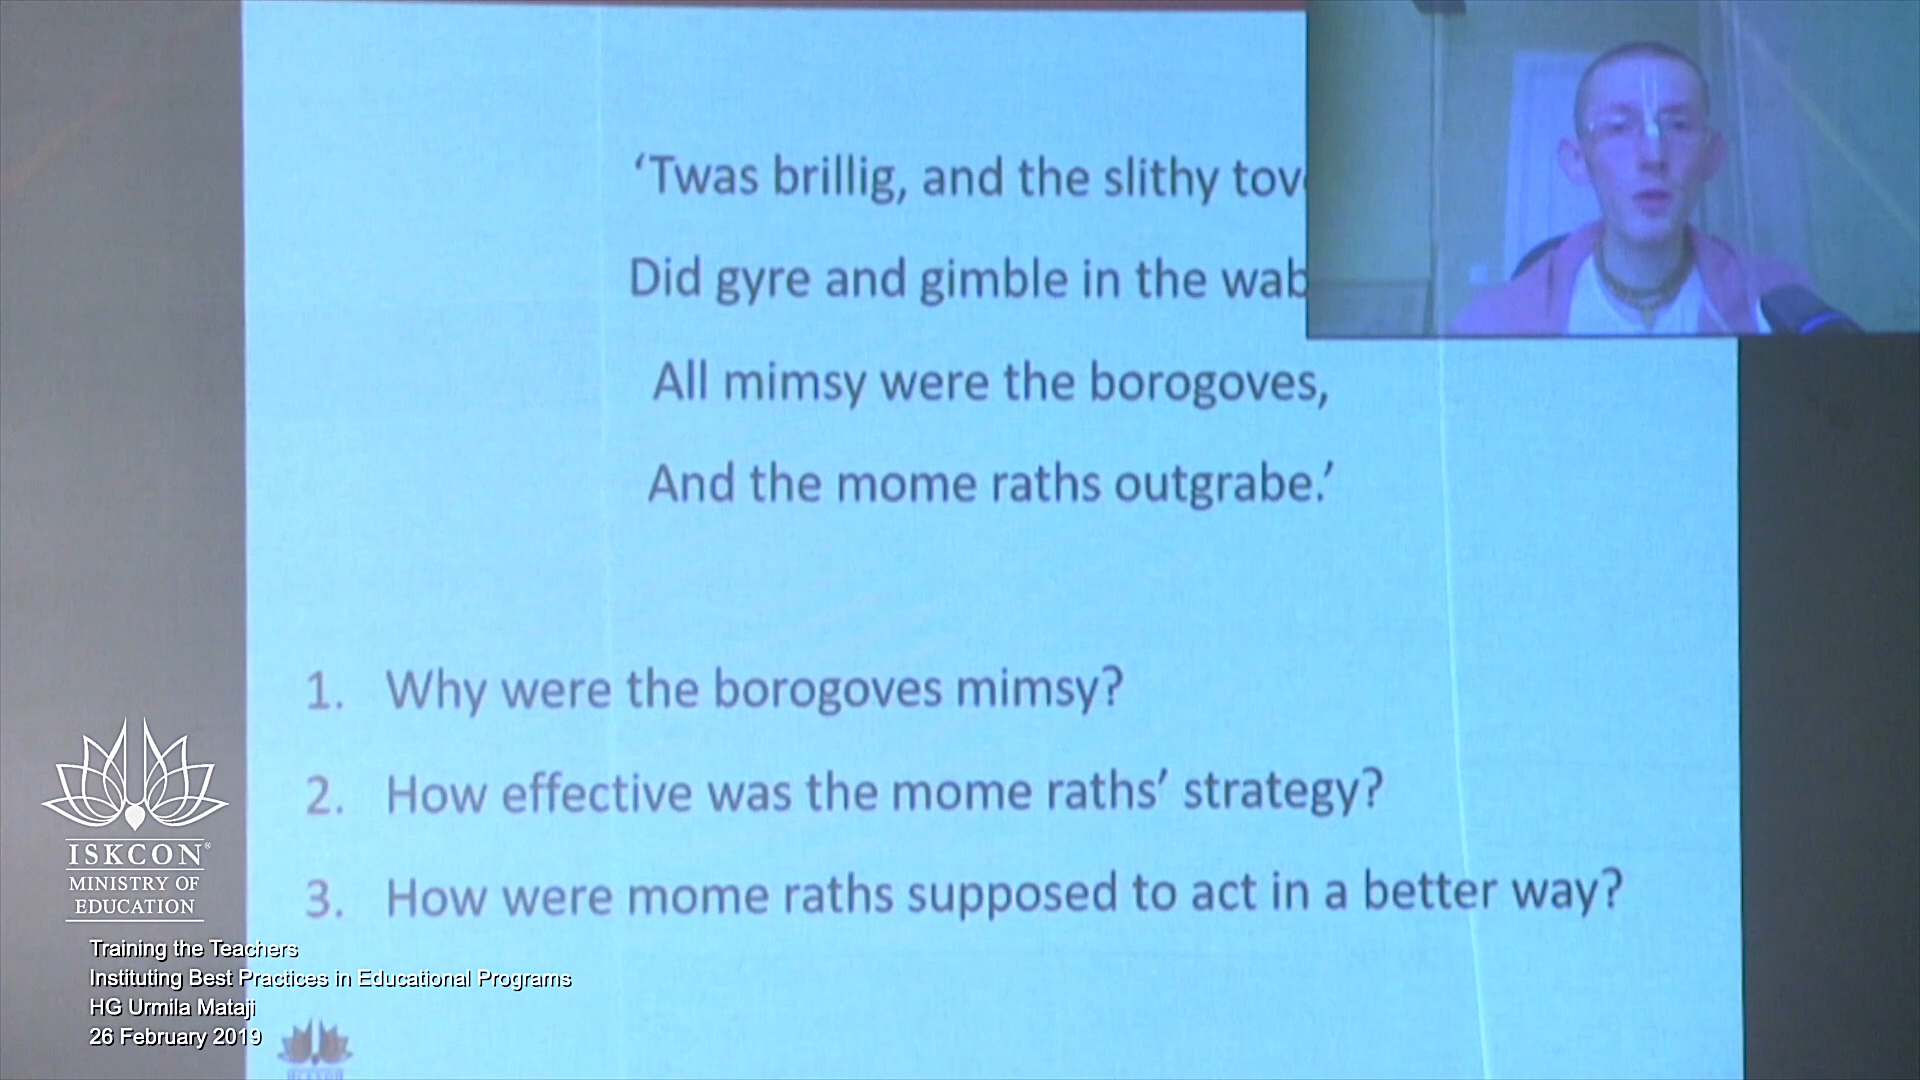 ‘Twas brillig, and the slithy
Did gyre and gimble in the
All mimsy were the borogoves,
And the mome raths outgrabe.’
1. Why were the borogoves mimsy?
2. How effective was the mome raths’ strategy?
3. How were mome raths supposed to act in a better way?
ISKCON®
MINISTRY OF
EDUCATION
Training the Teachers
Instituting Best Practices in Educational Programs
HG Urmila Mataji
26 February 2019